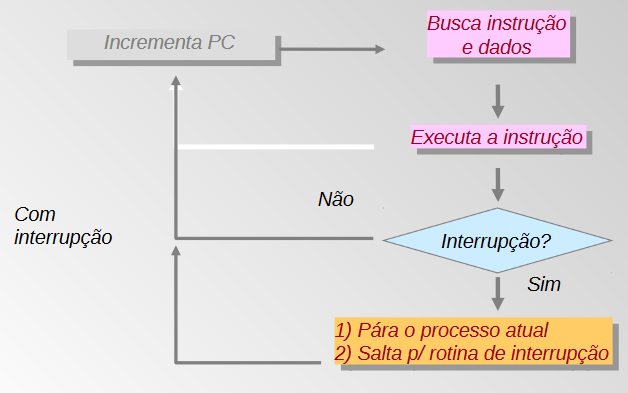 Incrementa PC
Busca instrução
e dados
Executa a instrução
Não
Com
interrupção
Interrupção?
Sim
1) Pára o processo atual
2) Salta p/ rotina de interrupção